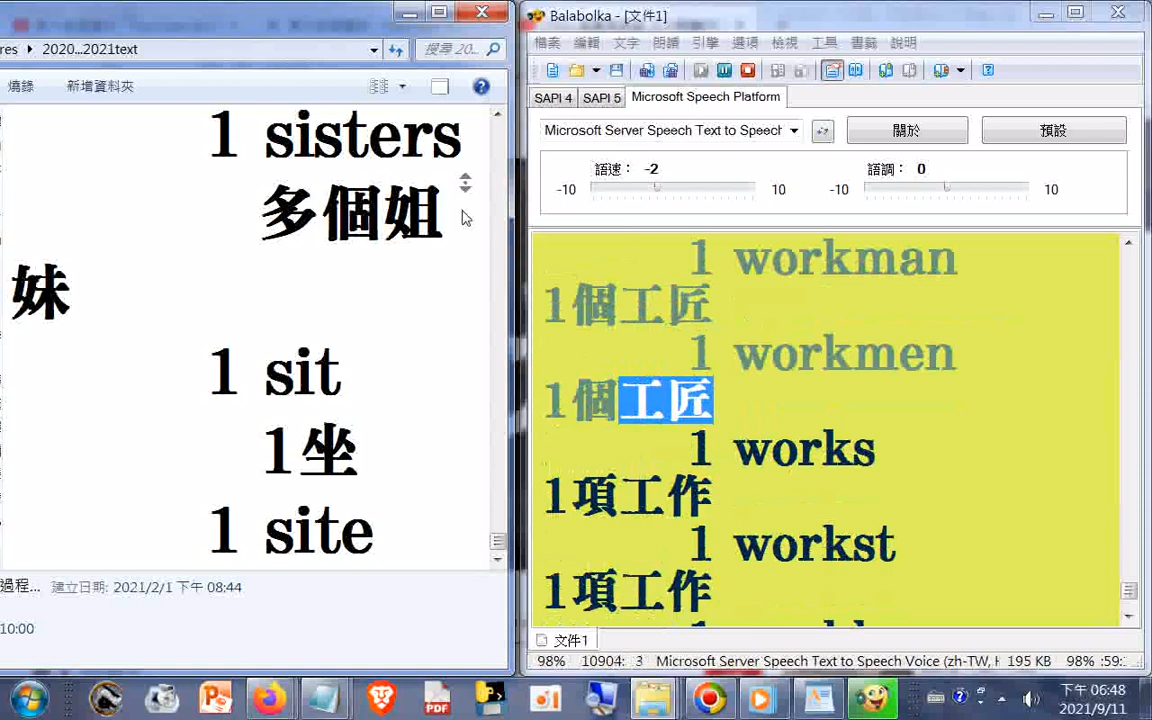 res ▸ 2020...2021text
搜尋 20...
燒錄 新增資料夾
1 sisters
多個姐
妹
1 sit
1坐
1 site
過程... 建立日期: 2021/2/1 下午 08:44
10:00
Balabolka - [文件1]
檔案 編輯 文字 朗讀 引擎 選項 檢視 工具 書籤 說明
SAPI 4 SAPI 5 Microsoft Speech Platform
Microsoft Server Speech Text to Speech 關於 預設
語速： -2 語調： 0
-10 10 -10 10
1 workman
1個工匠
1 workmen
1個工匠
1 works
1項工作
1 workst
1項工作
文件1
98% 10904: 3 Microsoft Server Speech Text to Speech Voice (zh-TW, H 195 KB 98% :59:
PDF
下午 06:48
2021/9/11